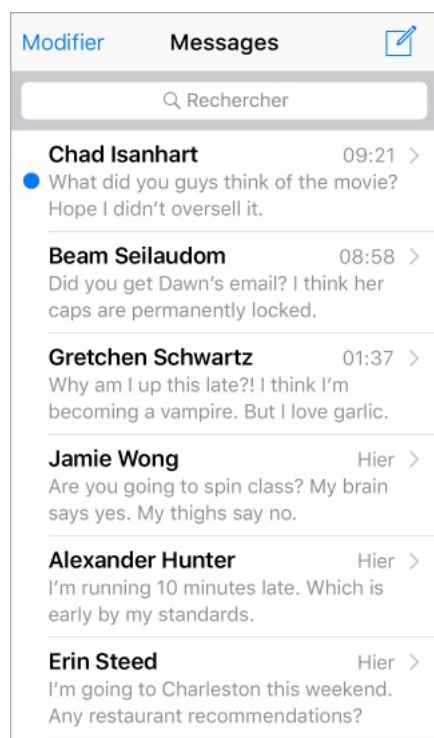 Modifier Messages
Rechercher
Chad Isanhart 09:21
What did you guys think of the movie?
Hope I didn’t oversell it.
Beam Seilaudom 08:58
Did you get Dawn’s email? I think her
caps are permanently locked.
Gretchen Schwartz 01:37
Why am I up this late?! I think I’m
becoming a vampire. But I love garlic.
Jamie Wong Hier
Are you going to spin class? My brain
says yes. My thighs say no.
Alexander Hunter Hier
I’m running 10 minutes late. Which is
early by my standards.
Erin Steed Hier
I’m going to Charleston this weekend.
Any restaurant recommendations?